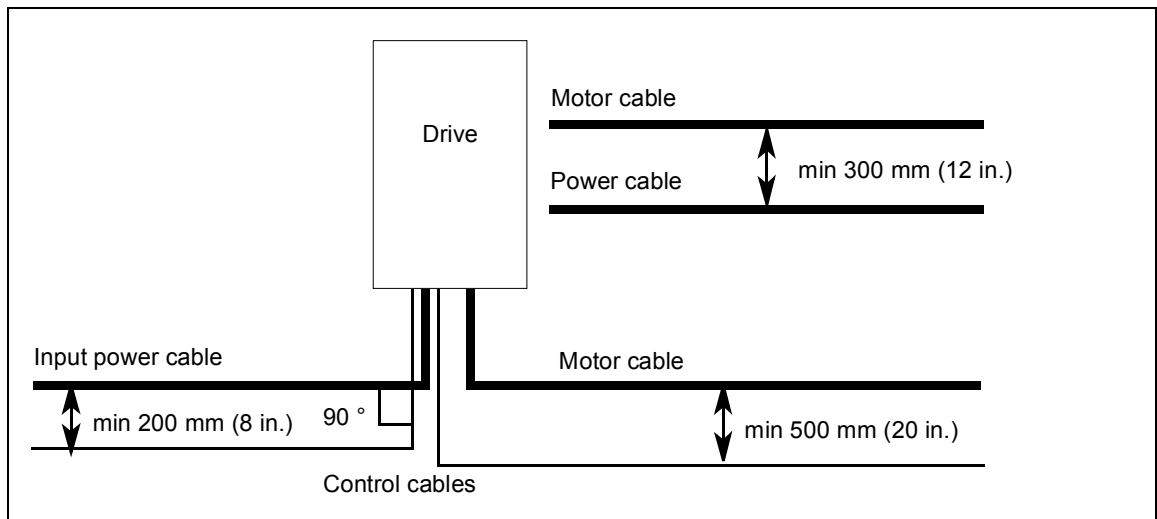 Motor cable
Drive
min 300 mm (12 in.)
Power cable
Input power cable
Motor cable
min 200 mm (8 in.)
90 °
min 500 mm (20 in.)
Control cables